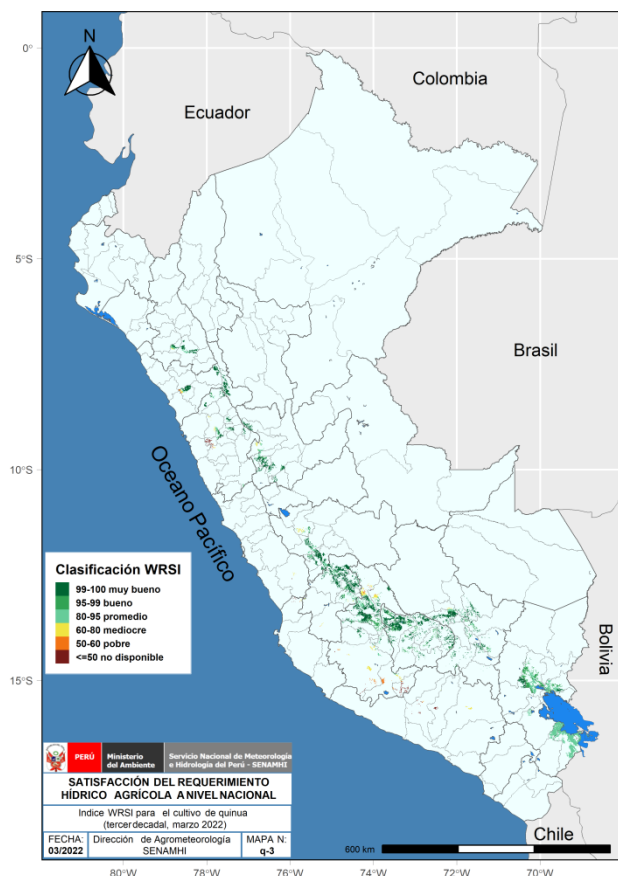 N
0°
Colombia
Ecuador
5°S
Brasil
10°S
Oceano Pacífico
Clasificación WRSI
99-100 muy bueno
95-99 bueno
80-95 promedio
60-80 mediocre
50-60 pobre
<=50 no disponible
Bolivia
15°S
PERÚ
Ministerio
del Ambiente
Servicio Nacional de Meteorología
e Hidrología del Perú - SENAMHI
SATISFACCIÓN DEL REQUERIMIENTO
HÍDRICO AGRÍCOLA A NIVEL NACIONAL
Indice WRSI para el cultivo de quinua
(tercer decadal, marzo 2022)
FECHA:
03/2022
Dirección de Agrometeorología
SENAMHI
MAPA N:
q-3
600 km
Chile
80°W
78°W
76°W
74°W
72°W
70°W